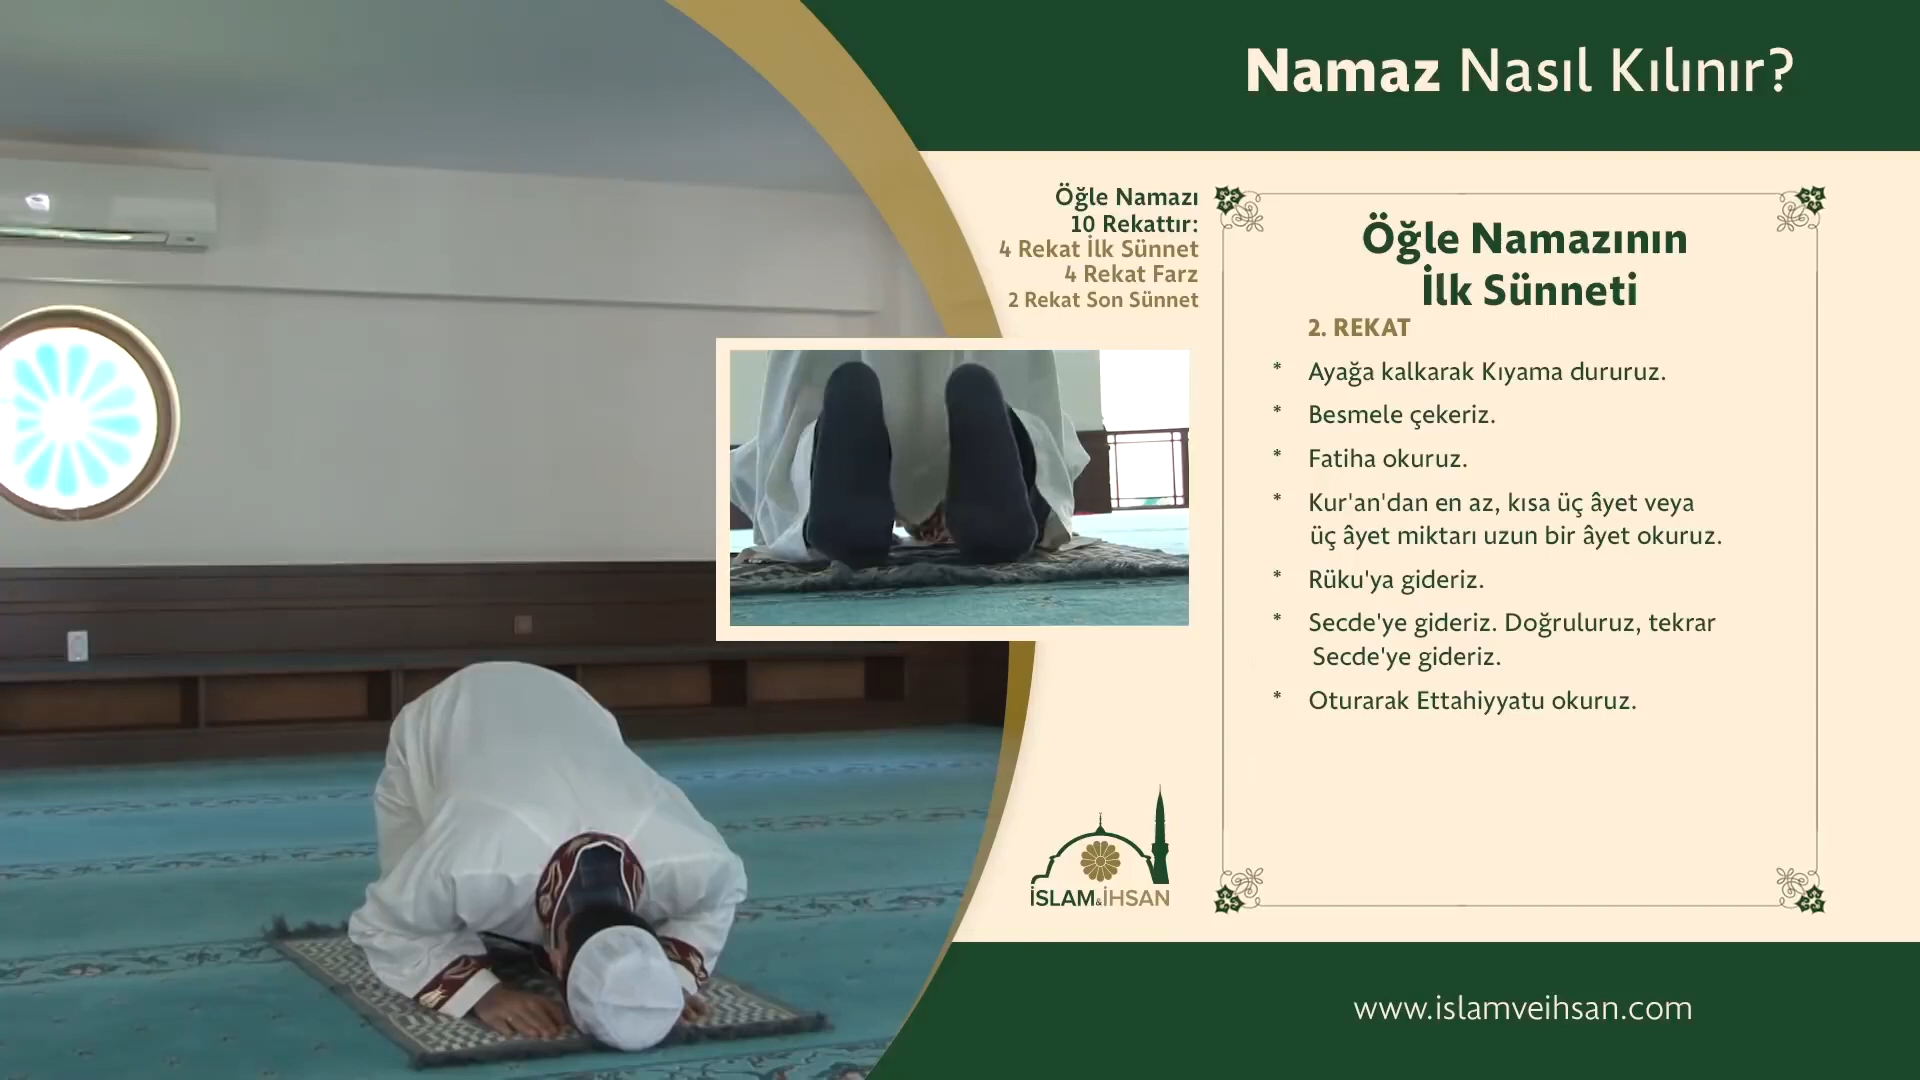 Namaz Nasıl Kılınır?
Öğle Namazı
10 Rekattır:
4 Rekat İlk Sünnet
4 Rekat Farz
2 Rekat Son Sünnet
Öğle Namazının
İlk Sünneti
2. REKAT
* Ayağa kalkarak Kıyama dururuz.
* Besmele çekeriz.
* Fatiha okuruz.
* Kur'an'dan en az, kısa üç âyet veya
üç âyet miktarı uzun bir âyet okuruz.
* Rüku'ya gideriz.
* Secde'ye gideriz. Doğruluruz, tekrar
Secde'ye gideriz.
* Oturarak Ettahiyyatu okuruz.
İSLAM&İHSAN
www.islamveihsan.com